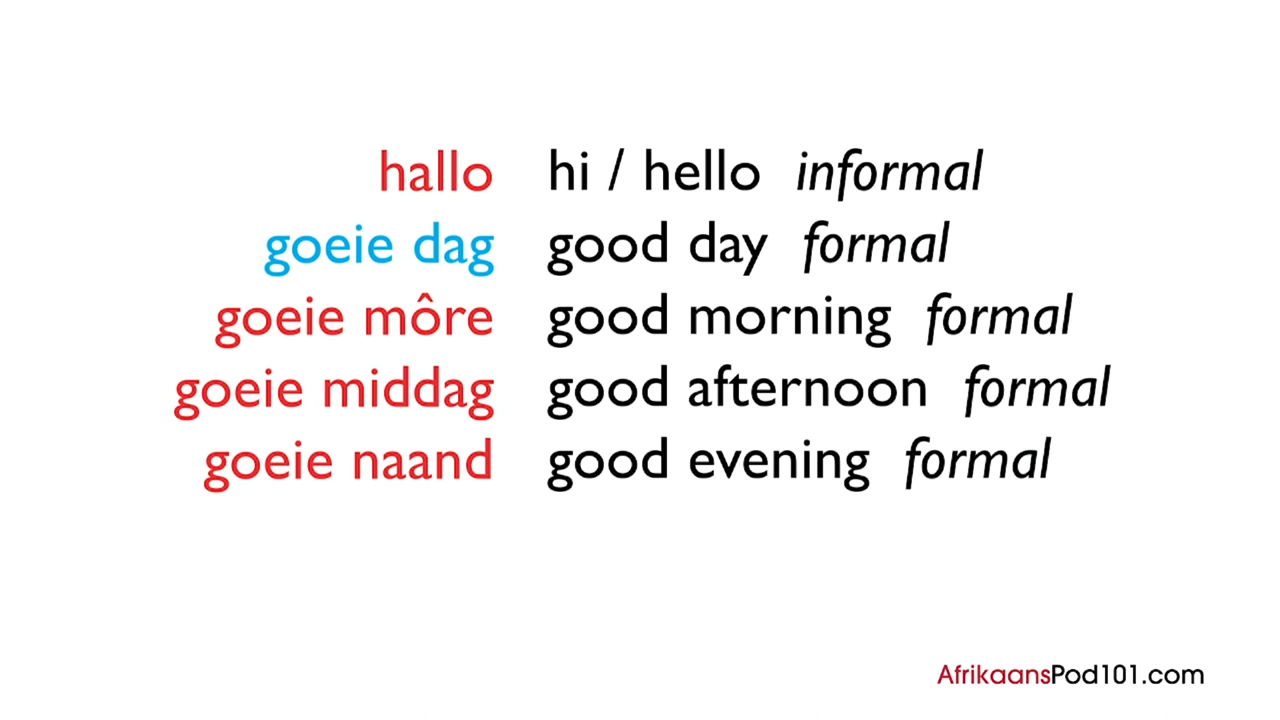 hallo hi / hello informal
goeie dag good day formal
goeie môre good morning formal
goeie middag good afternoon formal
goeie naand good evening formal
AfrikaansPod101.com